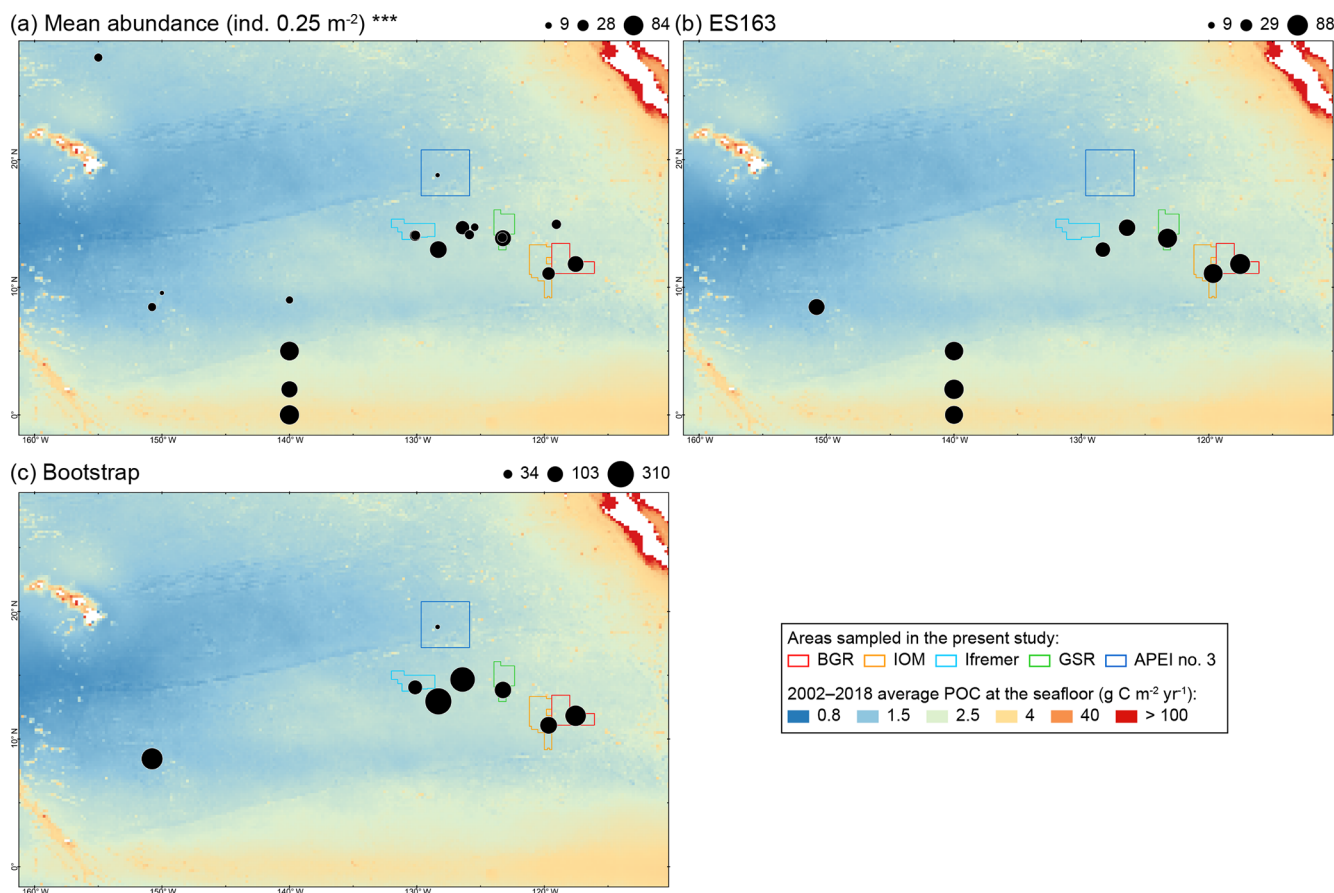 (a) Mean abundance (ind. 0.25 m-2) *** 9 28 84
(b) ES163 9 29 88
20° N
10° N
0°
160° W 150° W 140° W 130° W 120° W
20° N
10° N
0°
160° W 150° W 140° W 130° W 120° W
(c) Bootstrap 34 103 310
20° N
10° N
0°
160° W 150° W 140° W 130° W 120° W
Areas sampled in the present study:
BGR IOM Ifremer GSR APEI no. 3
2002–2018 average POC at the seafloor (g C m-2 yr-1):
0.8 1.5 2.5 4 40 > 100